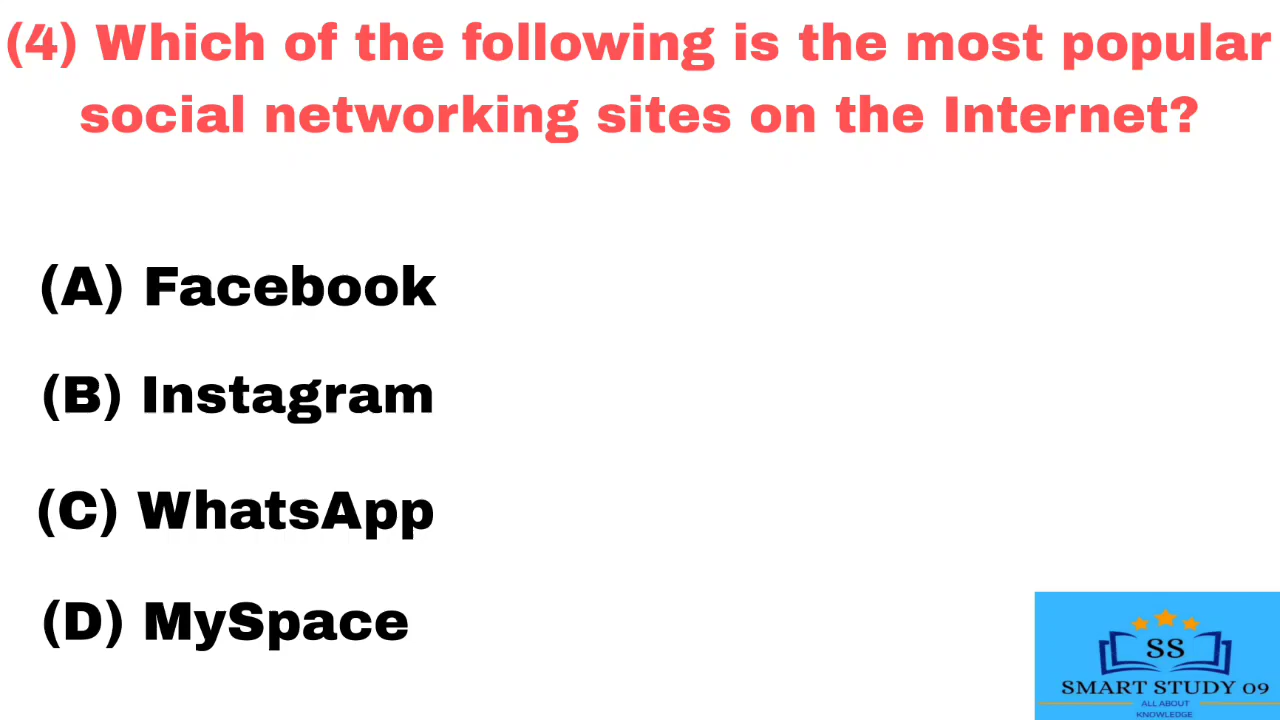 (4) Which of the following is the most popular
social networking sites on the Internet?
(A) Facebook
(B) Instagram
(C) WhatsApp
(D) MySpace
SS
SMART STUDY 09
ALL ABOUT
KNOWLEDGE